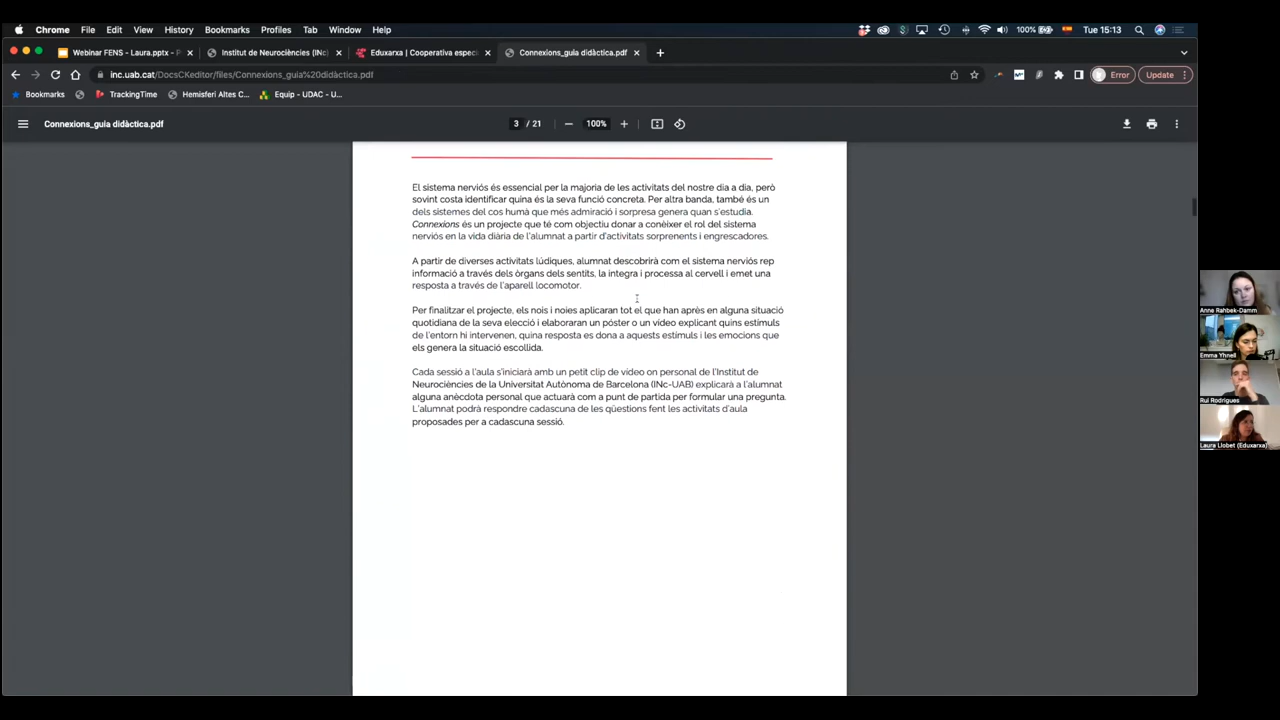 Chrome File Edit View History Bookmarks Profiles Tab Window Help 100% Tue 15:13
Webinar FENS - Laura.pptx - P Institut de Neurociències (INc) Eduxarxa | Cooperativa espec Connexions_guia didàctica.pdf
inc.uab.cat/DocsCKeditor/files/Connexions_guia%20didàctica.pdf Error Update
Bookmarks TrackingTime Hemisferi Altes C... Equip - UDAC - U...
Connexions_guia didàctica.pdf 3 / 21 100%
El sistema nerviós és essencial per la majoria de les activitats del nostre dia a dia, però
sovint costa identificar quina és la seva funció concreta. Per altra banda, també és un
dels sistemes del cos humà que més admiració i sorpresa genera quan s'estudia.
Connexions és un projecte que té com objectiu donar a conèixer el rol del sistema
nerviós en la vida diària de l'alumnat a partir d'activitats sorprenents i engrescadores.
A partir de diverses activitats lúdiques, alumnat descobrirà com el sistema nerviós rep
informació a través dels òrgans dels sentits, la integra i processa al cervell i emet una
resposta a través de l'aparell locomotor.
Per finalitzar el projecte, els nois i noies aplicaran tot el que han après en alguna situació
quotidiana de la seva elecció i elaboraran un pòster o un vídeo explicant quins estímuls
de l'entorn hi intervenen, quina resposta es dona a aquests estímuls i les emocions que
els genera la situació escollida.
Cada sessió a l'aula s'iniciarà amb un petit clip de vídeo on personal de l'Institut de
Neurociències de la Universitat Autònoma de Barcelona (INc-UAB) explicarà a l'alumnat
alguna anècdota personal que actuarà com a punt de partida per formular una pregunta.
L'alumnat podrà respondre cadascuna de les qüestions fent les activitats d'aula
proposades per a cadascuna sessió.
Anne Rahbek-Damm
Emma Yhnell
Rui Rodrigues
Laura Llobet (Eduxarxa)